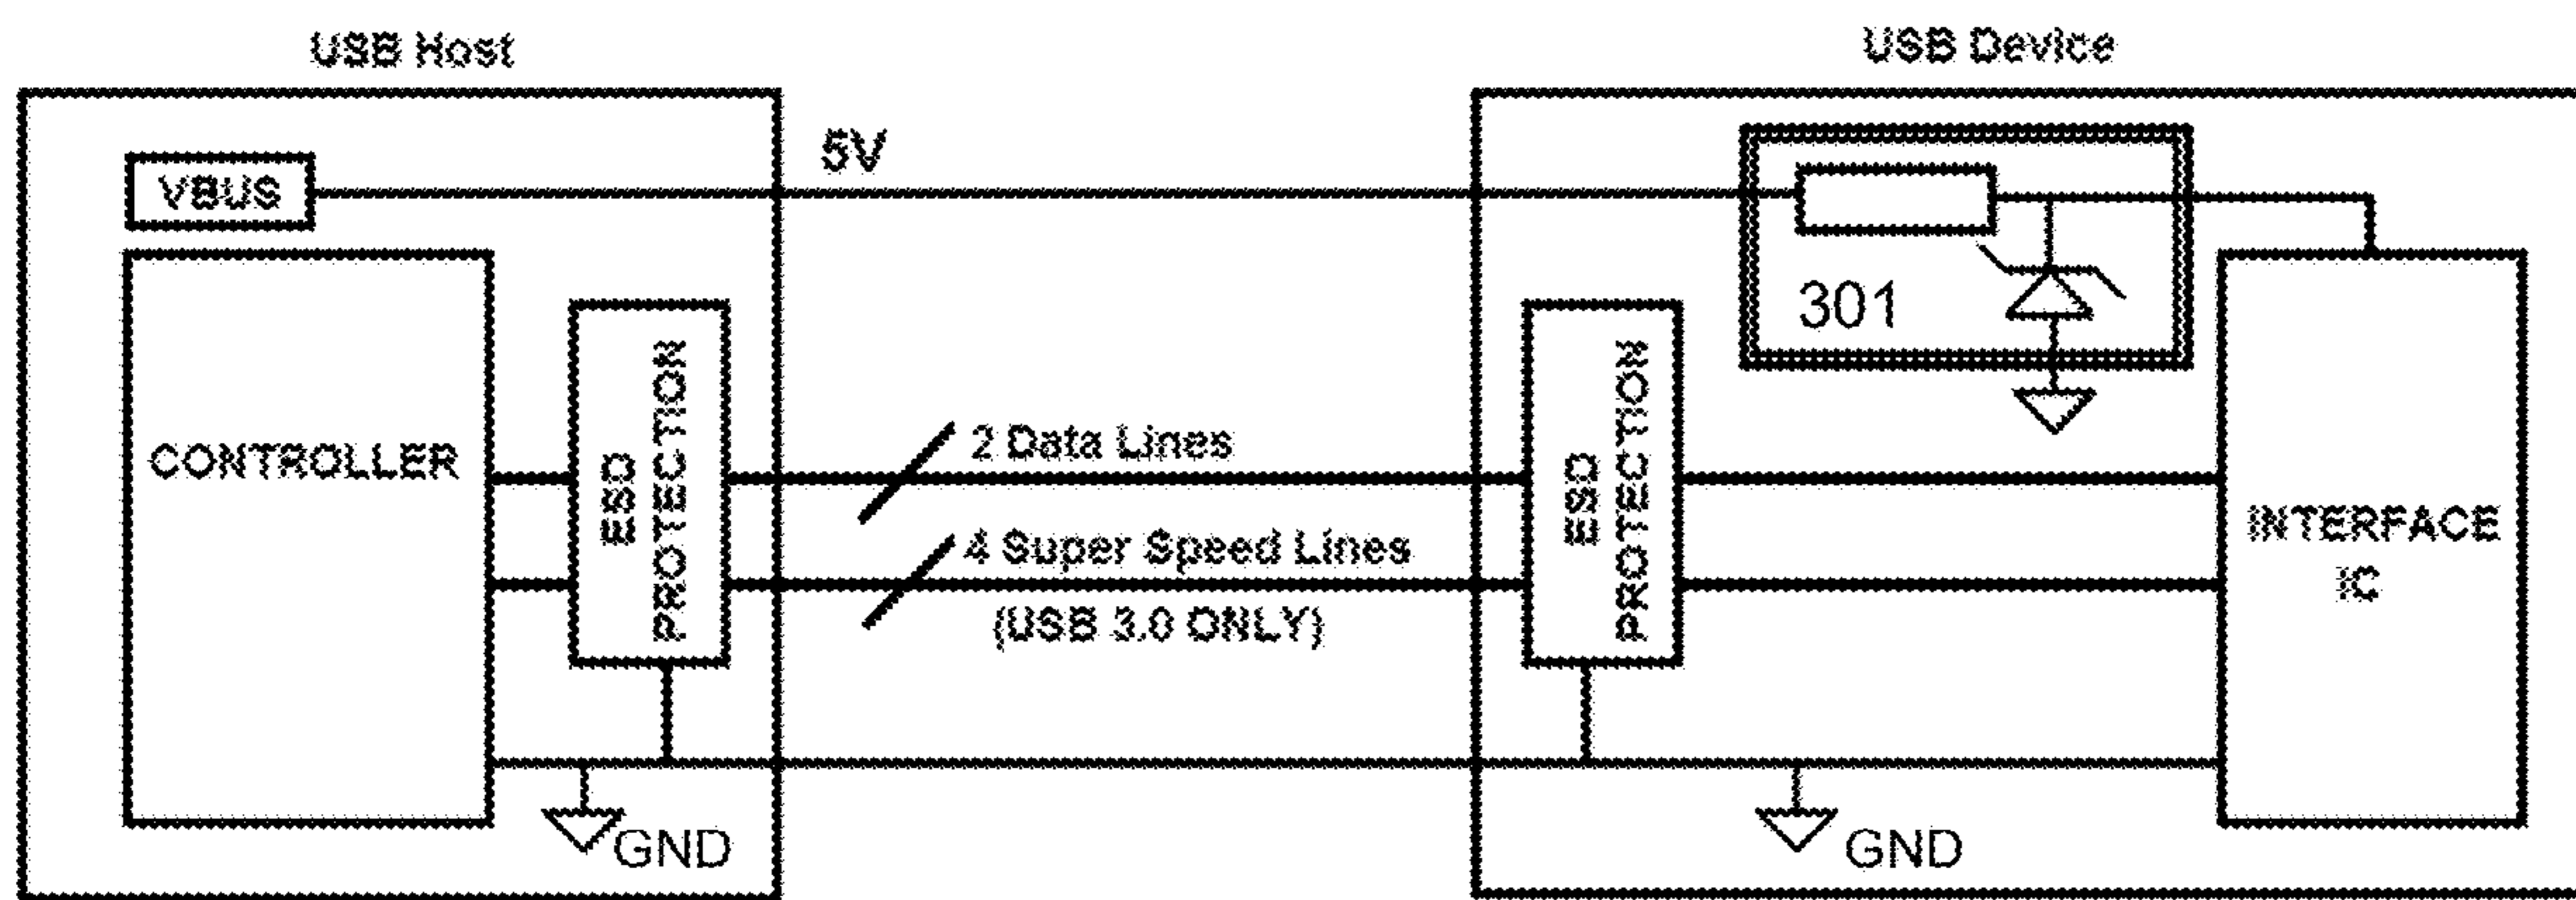 USB Host
USB Device
5V
VBUS
301
CONTROLLER
ESD
PROTECTION
2 Data Lines
4 Super Speed Lines
(USB 3.0 ONLY)
ESD
PROTECTION
INTERFACE
IC
GND
GND